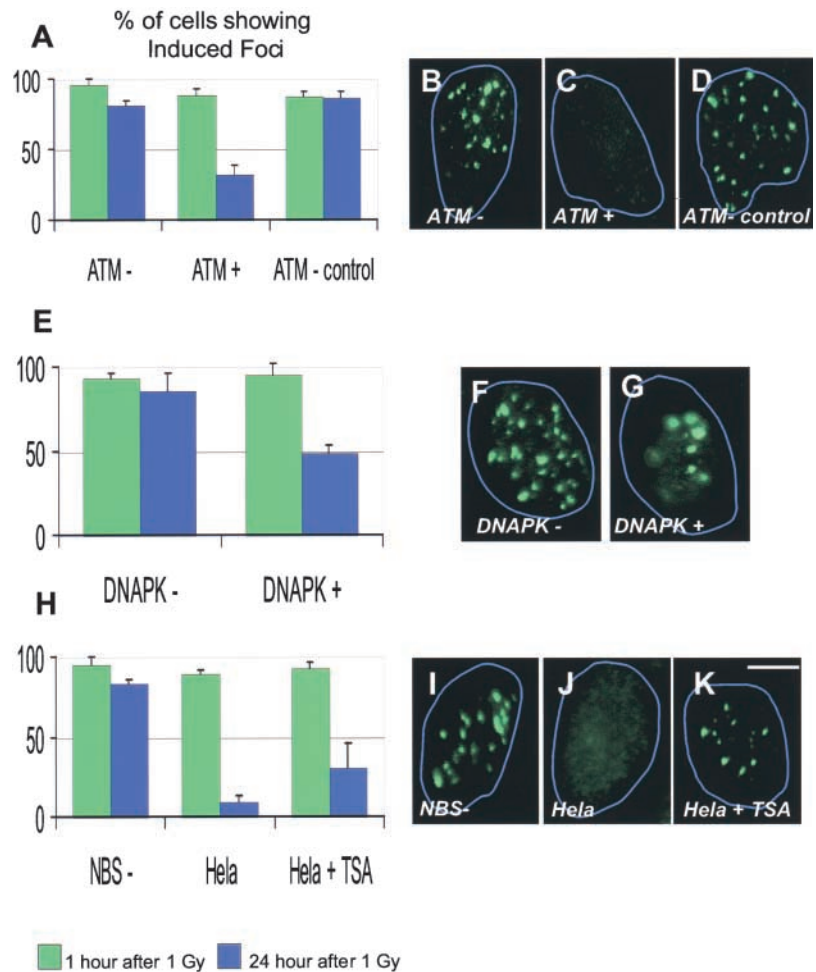 A
% of cells showing
Induced Foci
100
50
0
ATM -
ATM +
ATM - control
B
ATM -
C
ATM +
D
ATM- control
E
100
50
0
DNAPK -
DNAPK +
F
DNAPK -
G
DNAPK +
H
100
50
0
NBS -
Hela
Hela + TSA
I
NBS-
J
Hela
K
Hela + TSA
1 hour after 1 Gy
24 hour after 1 Gy